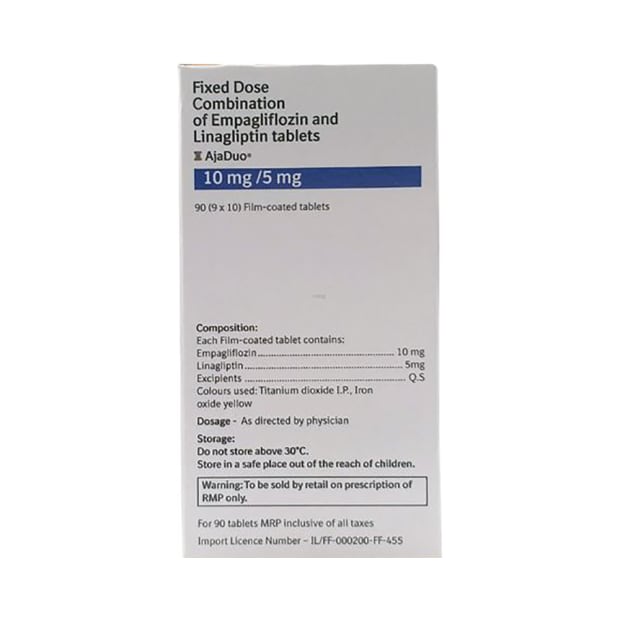 Fixed Dose
Combination
of Empagliflozin and
Linagliptin tablets
AjaDuo®
10 mg /5 mg
90 (9 x 10) Film-coated tablets
Composition:
Each Film-coated tablet contains:
Empagliflozin.................................................. 10 mg
Linagliptin........................................................... 5mg
Excipients ........................................................... Q.S
Colours used: Titanium dioxide I.P., Iron
oxide yellow
Dosage - As directed by physician
Storage:
Do not store above 30°C.
Store in a safe place out of the reach of children.
Warning: To be sold by retail on prescription of
RMP only.
For 90 tablets MRP inclusive of all taxes
Import Licence Number – IL/FF-000200-FF-455